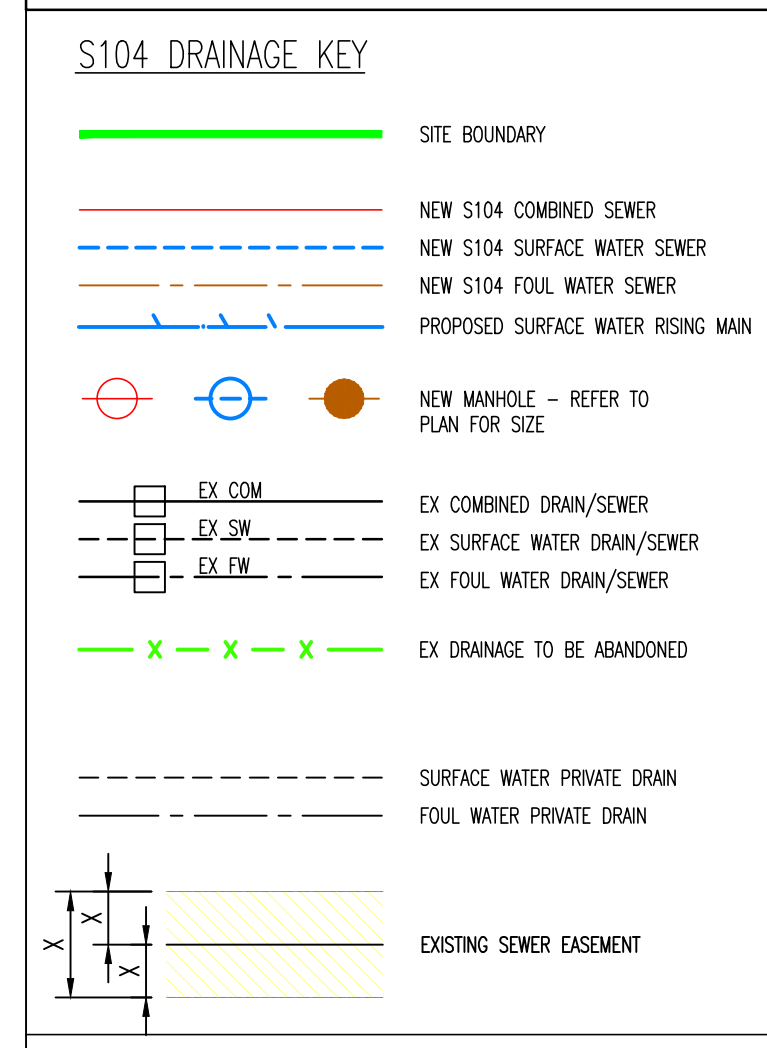 S104 DRAINAGE KEY
SITE BOUNDARY
NEW S104 COMBINED SEWER
NEW S104 SURFACE WATER SEWER
NEW S104 FOUL WATER SEWER
PROPOSED SURFACE WATER RISING MAIN
NEW MANHOLE – REFER TO
PLAN FOR SIZE
EX COM
EX COMBINED DRAIN/SEWER
EX SW
EX SURFACE WATER DRAIN/SEWER
EX FW
EX FOUL WATER DRAIN/SEWER
X X X
EX DRAINAGE TO BE ABANDONED
SURFACE WATER PRIVATE DRAIN
FOUL WATER PRIVATE DRAIN
X
X
X
EXISTING SEWER EASEMENT